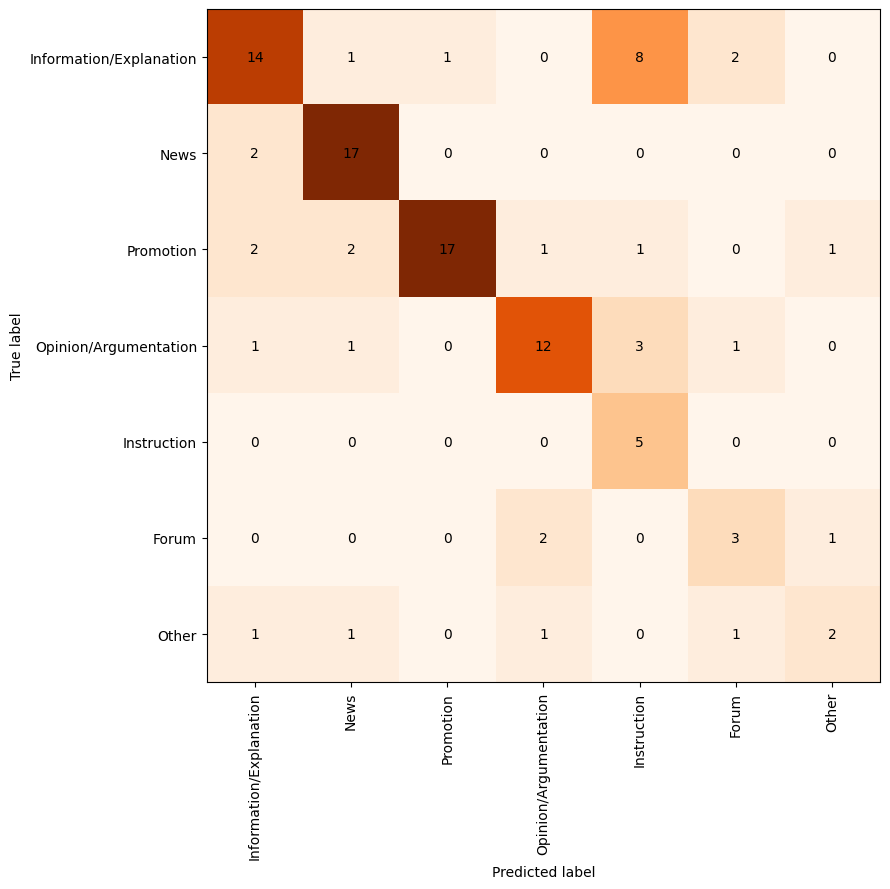 True label
Information/Explanation 14 1 1 0 8 2 0
News 2 17 0 0 0 0 0
Promotion 2 2 17 1 1 0 1
Opinion/Argumentation 1 1 0 12 3 1 0
Instruction 0 0 0 0 5 0 0
Forum 0 0 0 2 0 3 1
Other 1 1 0 1 0 1 2
Information/Explanation
News
Promotion
Opinion/Argumentation
Instruction
Forum
Other
Predicted label